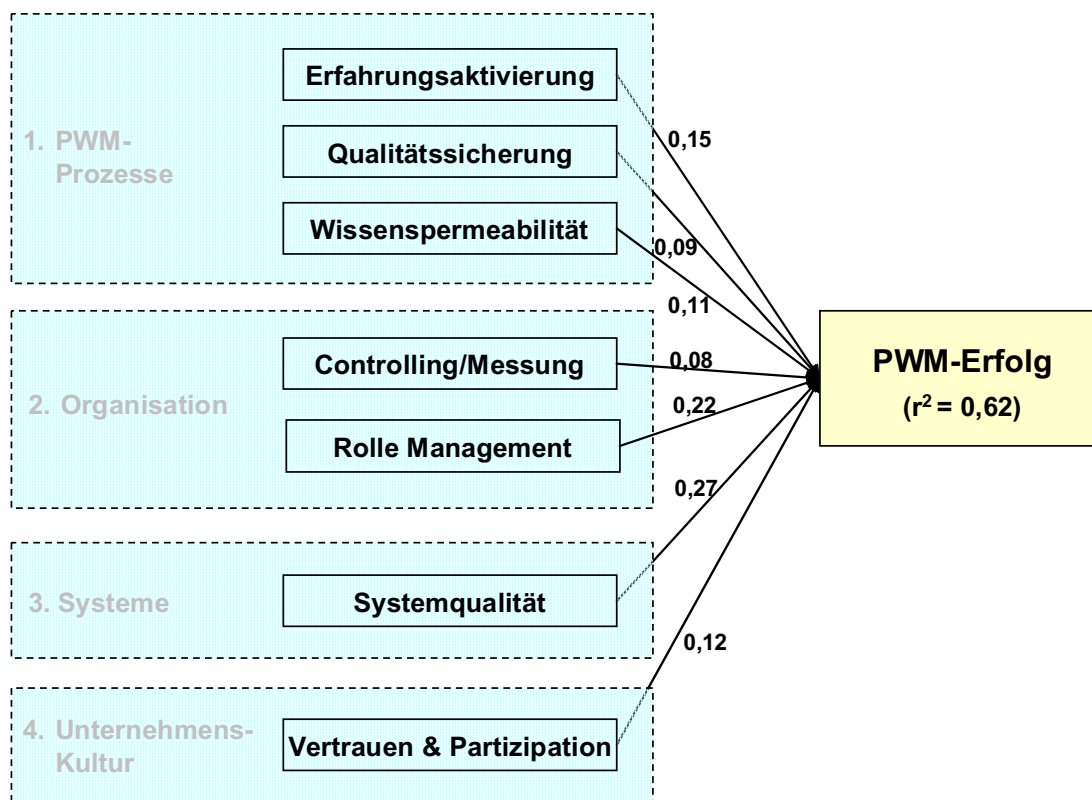 Erfahrungsaktivierung
1. PWM-
Prozesse
Qualitätssicherung
Wissenspermeabilität
0,15
0,09
0,11
2. Organisation
Controlling/Messung
Rolle Management
0,08
0,22
PWM-Erfolg
(r² = 0,62)
3. Systeme
Systemqualität
0,27
4. Unternehmens-
Kultur
Vertrauen & Partizipation
0,12